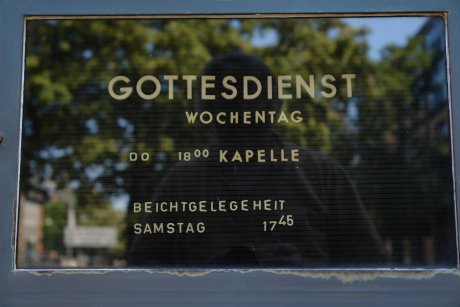 GOTTESDIENST
WOCHENTAG
DO 18⁰⁰ KAPELLE
BEICHTGELEGEHEIT
SAMSTAG 17⁴⁵